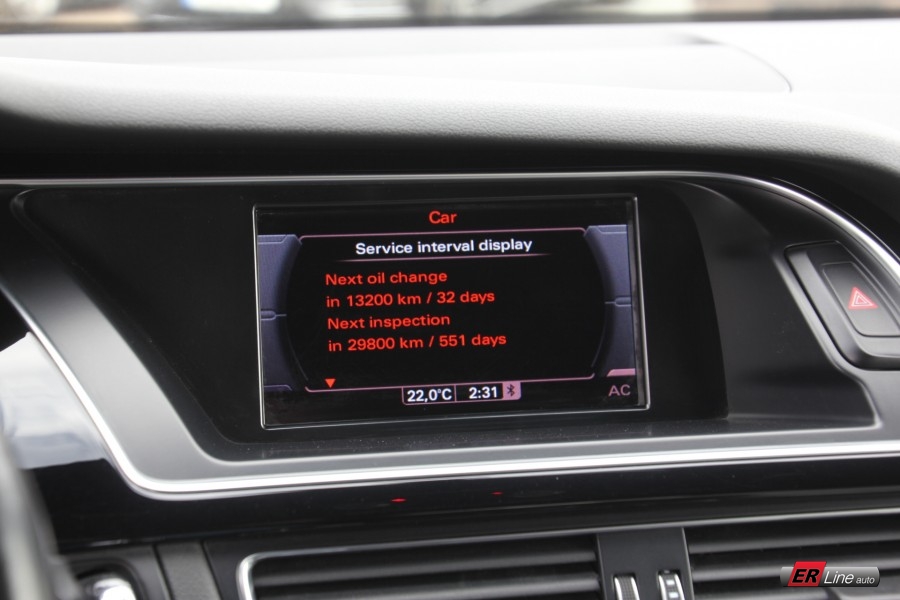 Car
Service interval display
Next oil change
in 13200 km / 32 days
Next inspection
in 29800 km / 551 days
22,0°C 2:31
AC
ER Line auto